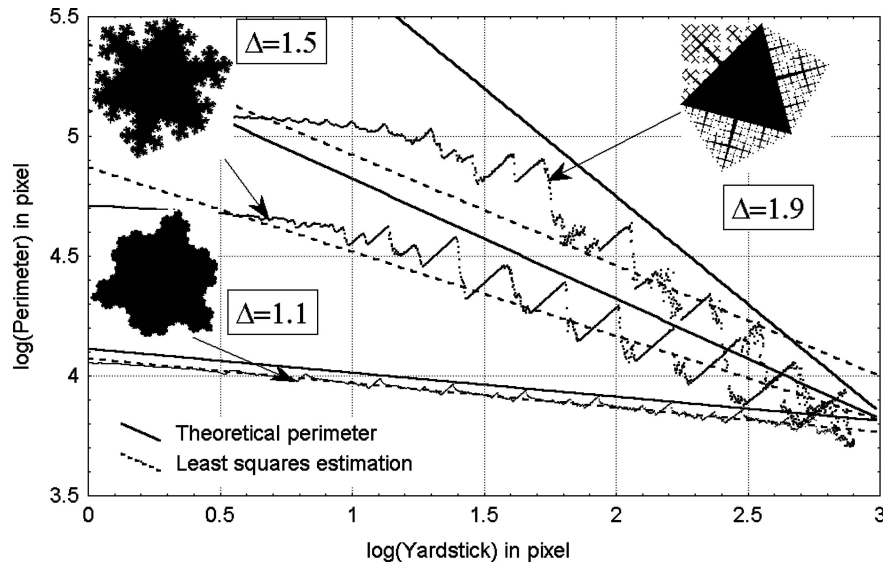 5.5
5
4.5
4
3.5
log(Perimeter) in pixel
Δ=1.5
Δ=1.9
Δ=1.1
Theoretical perimeter
Least squares estimation
0 0.5 1 1.5 2 2.5 3
log(Yardstick) in pixel